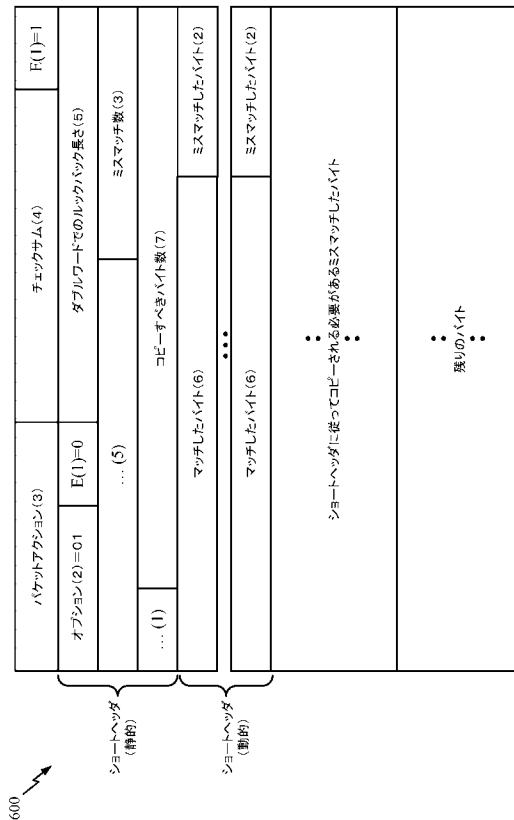 600
パケットアクション(3) チェックサム(4) E(1)=1
ショートヘッダ
(静的)
オプション(2)=01 E(1)=0 ダブルワードでのルックバック長さ(5)
...(5) ミスマッチ数(3)
...(1) コピーすべきバイト数(7)
ショートヘッダ
(動的)
マッチしたバイト(6) ミスマッチしたバイト(2)
マッチしたバイト(6) ミスマッチしたバイト(2)
ショートヘッダに従ってコピーされる必要があるミスマッチしたバイト
残りのバイト